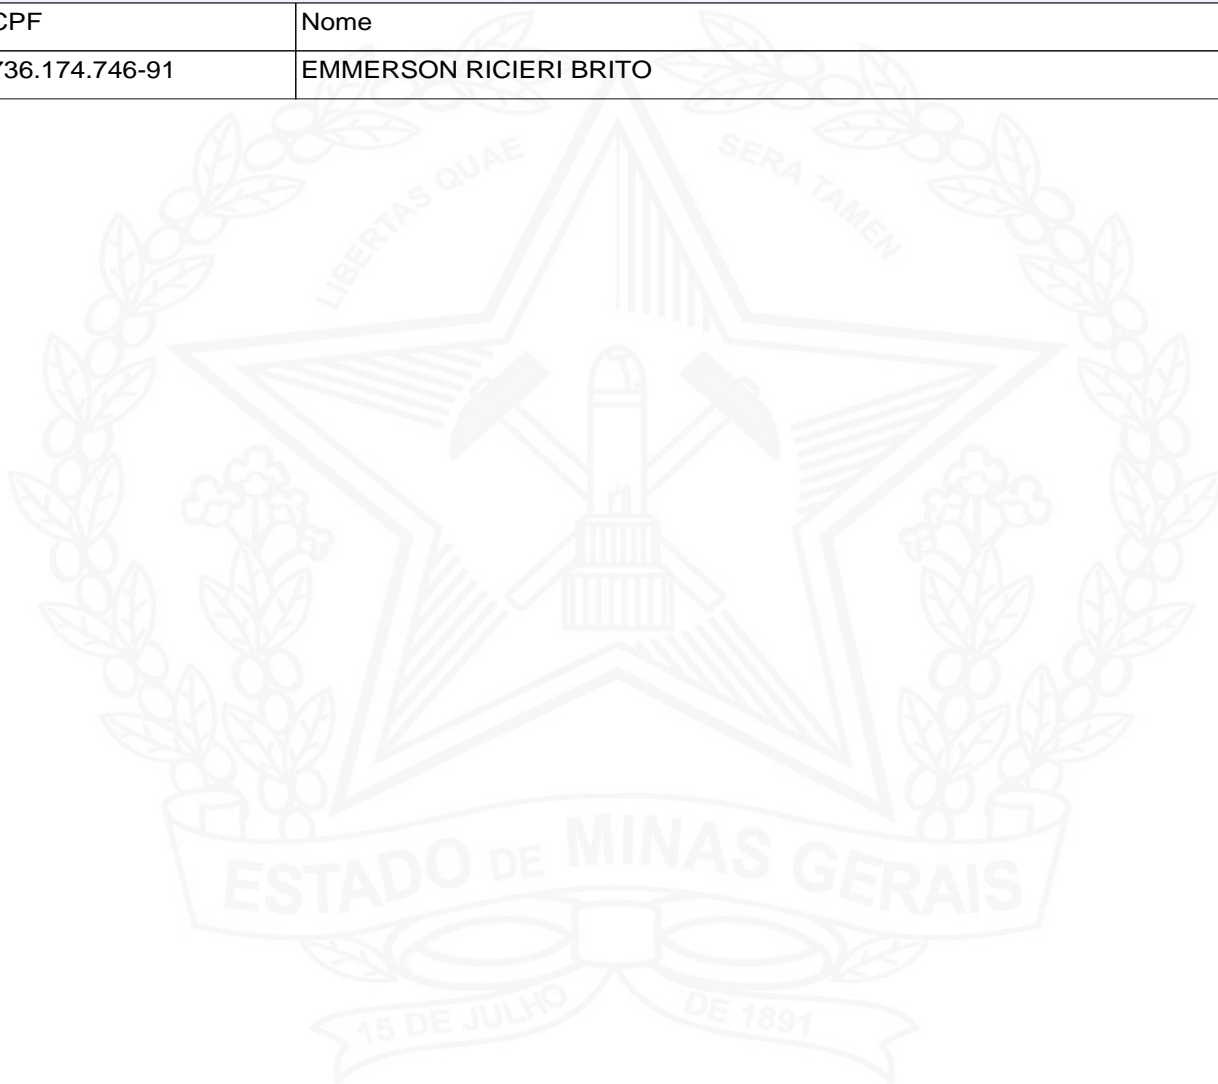 CPF Nome
736.174.746-91 EMMERSON RICIERI BRITO
LIBERTAS QUAE SERA TAMEN
ESTADO DE MINAS GERAIS
15 DE JULHO DE 1891